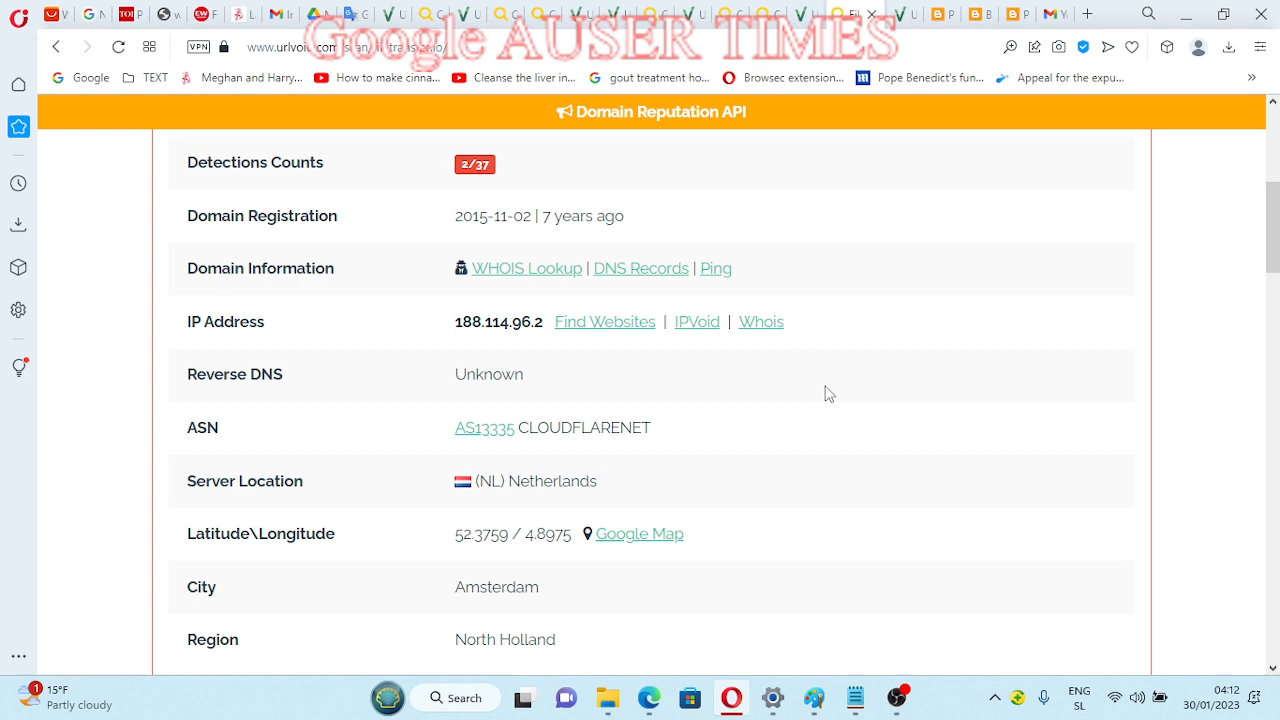 Google AUSER TIMES
VPN
Google
TEXT
Meghan and Harry...
How to make cinna...
Cleanse the liver in...
gout treatment ho...
Browsec extension...
Pope Benedict's fun...
Appeal for the expu...
Domain Reputation API
Detections Counts 2/37
Domain Registration 2015-11-02 | 7 years ago
Domain Information WHOIS Lookup | DNS Records | Ping
IP Address 188.114.96.2 Find Websites | IPVoid | Whois
Reverse DNS Unknown
ASN AS13335 CLOUDFLARENET
Server Location (NL) Netherlands
Latitude\Longitude 52.3759 / 4.8975 Google Map
City Amsterdam
Region North Holland
1
15°F
Partly cloudy
Search
ENG
SL
04:12
30/01/2023